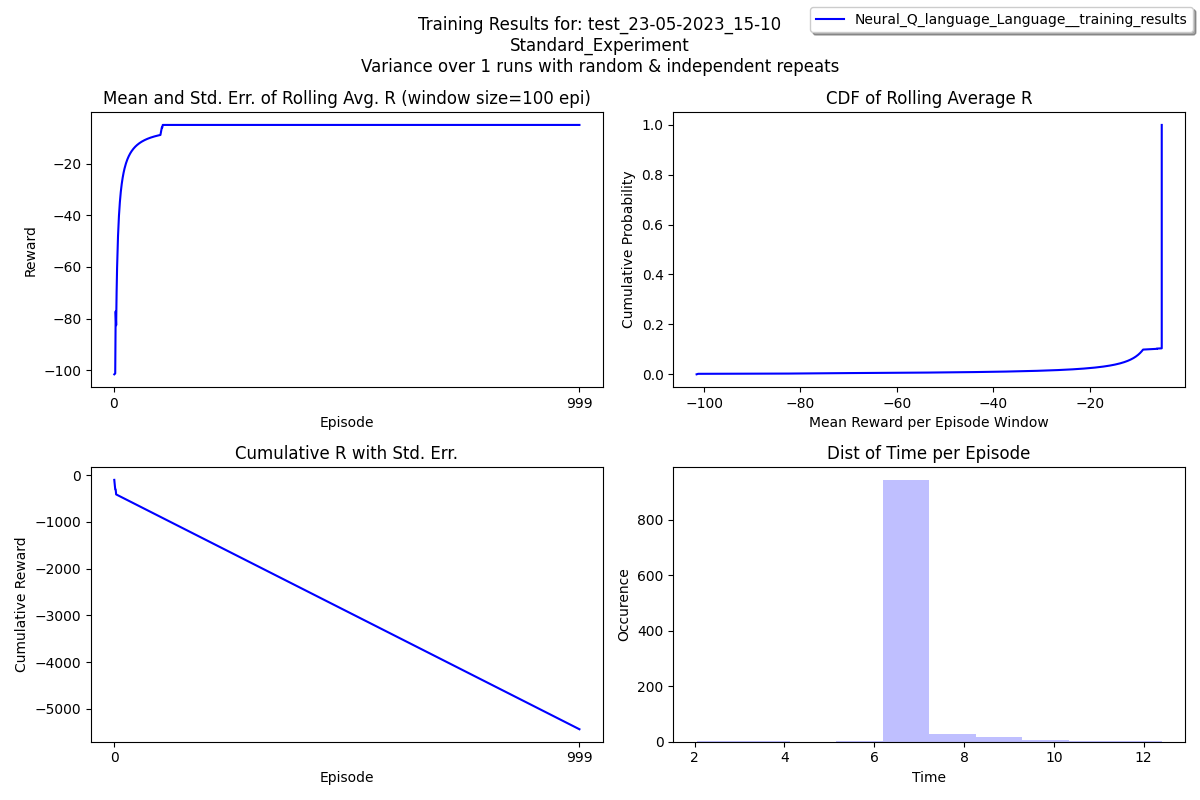 Training Results for: test_23-05-2023_15-10
Standard_Experiment
Variance over 1 runs with random & independent repeats
Neural_Q_language_Language__training_results
Mean and Std. Err. of Rolling Avg. R (window size=100 epi)
Reward
−20
−40
−60
−80
−100
0 999
Episode
CDF of Rolling Average R
Cumulative Probability
1.0
0.8
0.6
0.4
0.2
0.0
−100 −80 −60 −40 −20
Mean Reward per Episode Window
Cumulative R with Std. Err.
Cumulative Reward
0
−1000
−2000
−3000
−4000
−5000
0 999
Episode
Dist of Time per Episode
Occurence
800
600
400
200
0
2 4 6 8 10 12
Time